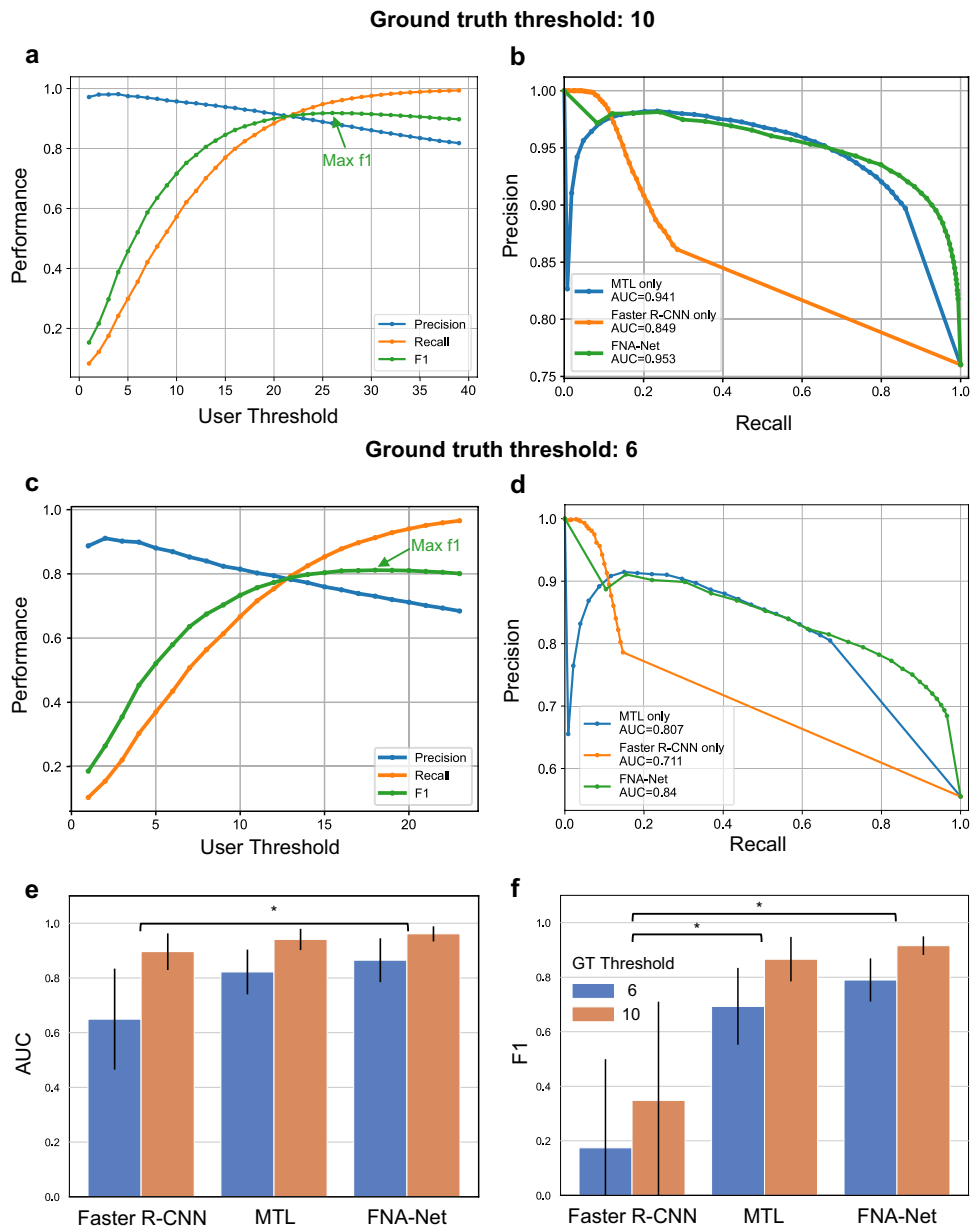 Ground truth threshold: 10
a
1.0
0.8
0.6
0.4
0.2
0
5
10
15
20
25
30
35
40
Performance
User Threshold
Max f1
Precision
Recall
F1
b
1.00
0.95
0.90
0.85
0.80
0.75
0.0
0.2
0.4
0.6
0.8
1.0
Precision
Recall
MTL only
AUC=0.941
Faster R-CNN only
AUC=0.849
FNA-Net
AUC=0.953
Ground truth threshold: 6
c
1.0
0.8
0.6
0.4
0.2
0
5
10
15
20
Performance
User Threshold
Max f1
Precision
Recall
F1
d
1.0
0.9
0.8
0.7
0.6
0.0
0.2
0.4
0.6
0.8
1.0
Precision
Recall
MTL only
AUC=0.807
Faster R-CNN only
AUC=0.711
FNA-Net
AUC=0.84
e
1.0
0.8
0.6
0.4
0.2
0.0
AUC
*
Faster R-CNN
MTL
FNA-Net
f
1.0
0.8
0.6
0.4
0.2
0.0
F1
*
*
GT Threshold
6
10
Faster R-CNN
MTL
FNA-Net